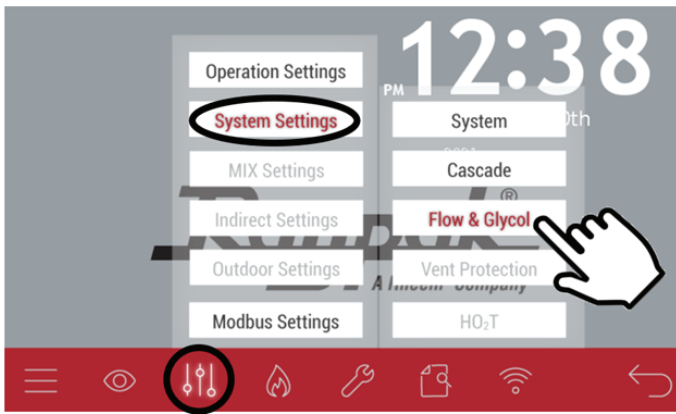 12:38
PM
Operation Settings
System Settings
MIX Settings
Indirect Settings
Outdoor Settings
Modbus Settings
System
Cascade
Flow & Glycol
Vent Protection
HO₂T
0th
®
A Company